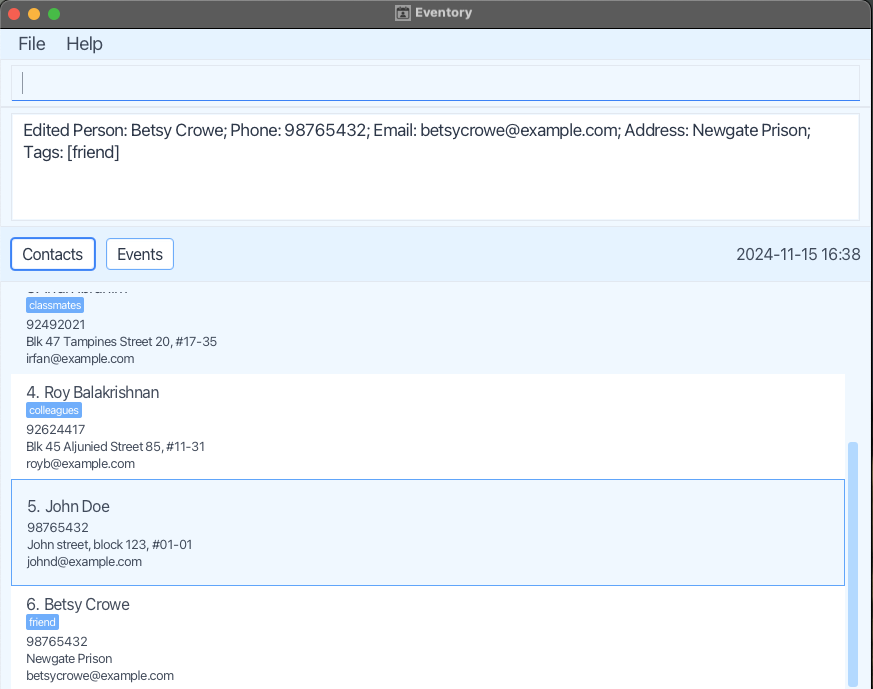 Eventory
File Help
Edited Person: Betsy Crowe; Phone: 98765432; Email: betsycrowe@example.com; Address: Newgate Prison;
Tags: [friend]
Contacts Events 2024-11-15 16:38
classmates
92492021
Blk 47 Tampines Street 20, #17-35
irfan@example.com
4. Roy Balakrishnan
colleagues
92624417
Blk 45 Aljunied Street 85, #11-31
royb@example.com
5. John Doe
98765432
John street, block 123, #01-01
johnd@example.com
6. Betsy Crowe
friend
98765432
Newgate Prison
betsycrowe@example.com